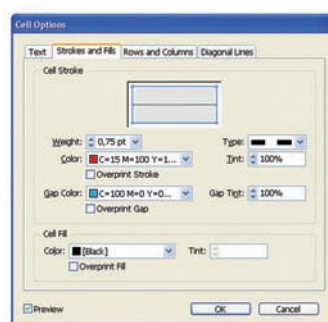 Cell Options
Text Strokes and Fills Rows and Columns Diagonal Lines
Cell Stroke
Weight: 0,75 pt Type:
Color: C=15 M=100 Y=1... Tint: 100%
Overprint Stroke
Gap Color: C=100 M=0 Y=0... Gap Tint: 100%
Overprint Gap
Cell Fill
Color: [Black] Tint:
Overprint Fill
Preview OK Cancel